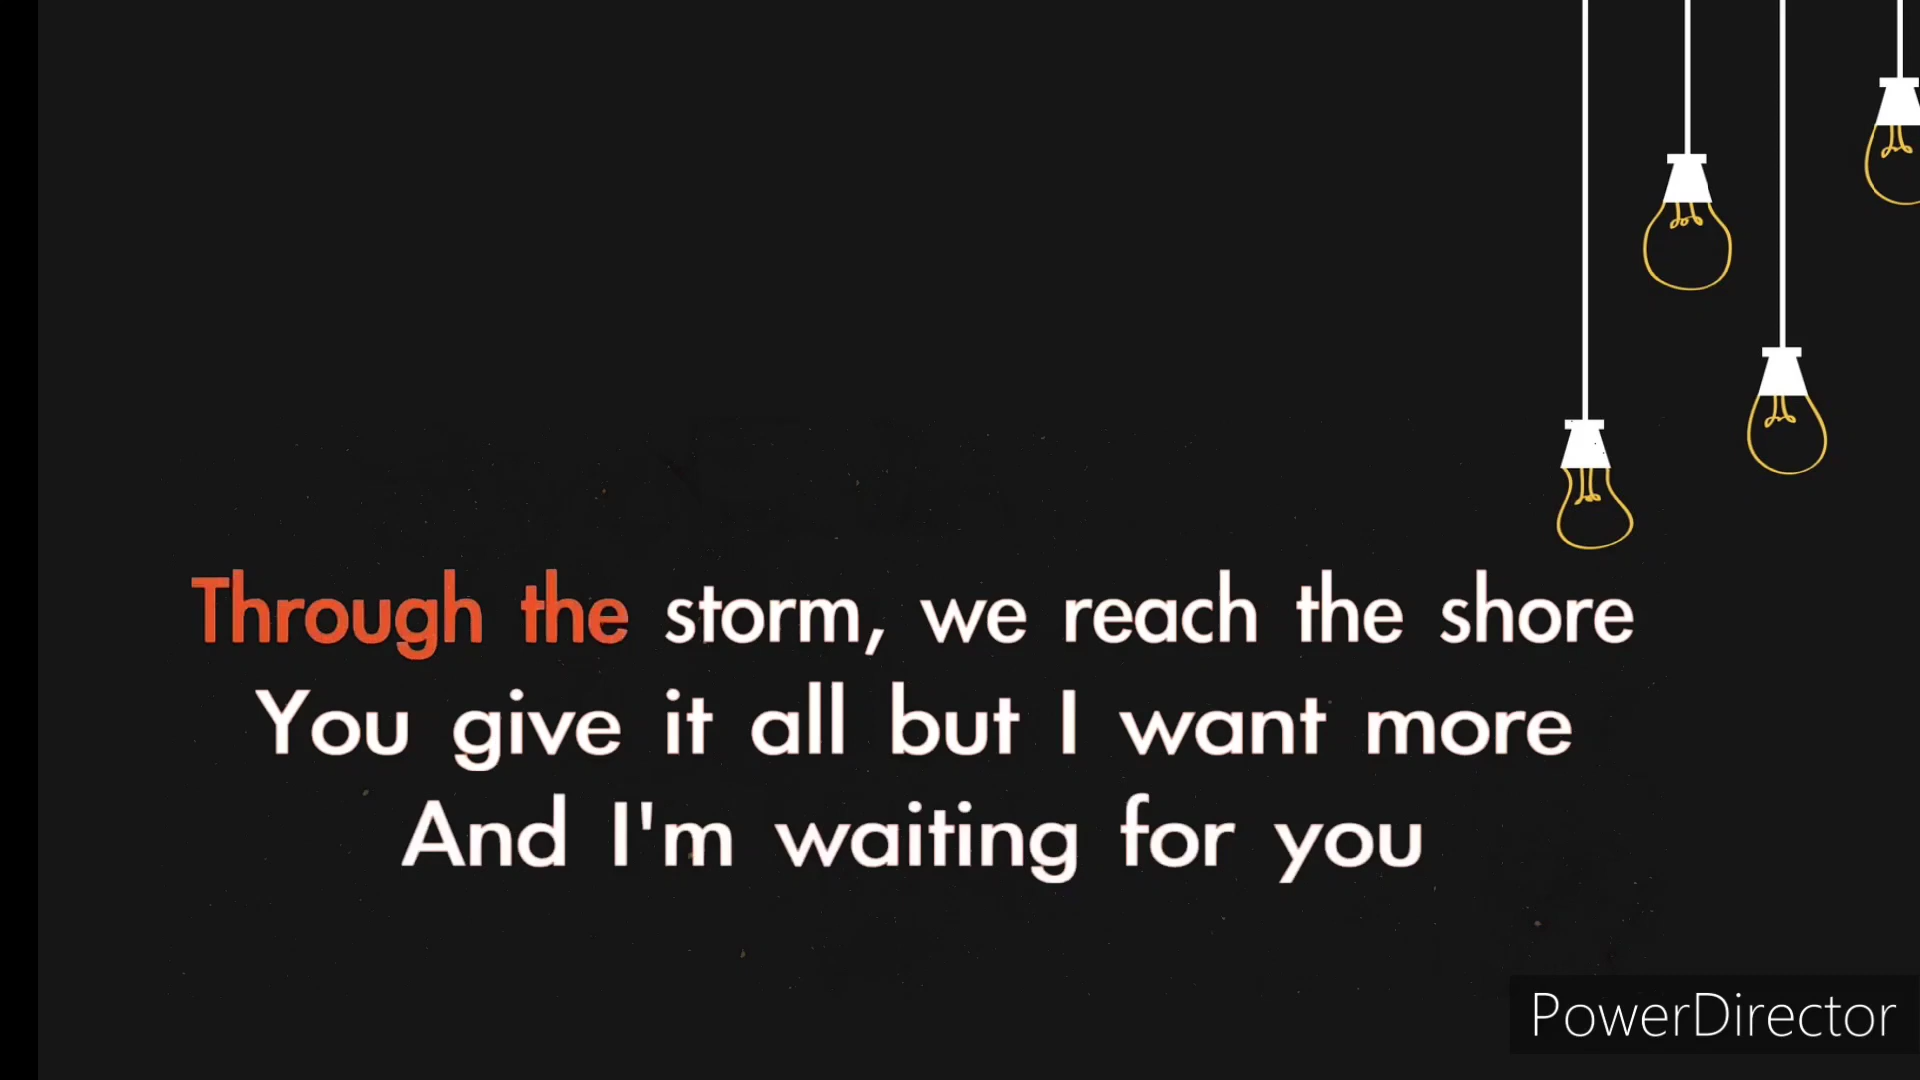 Through the storm, we reach the shore
You give it all but I want more
And I'm waiting for you
PowerDirector